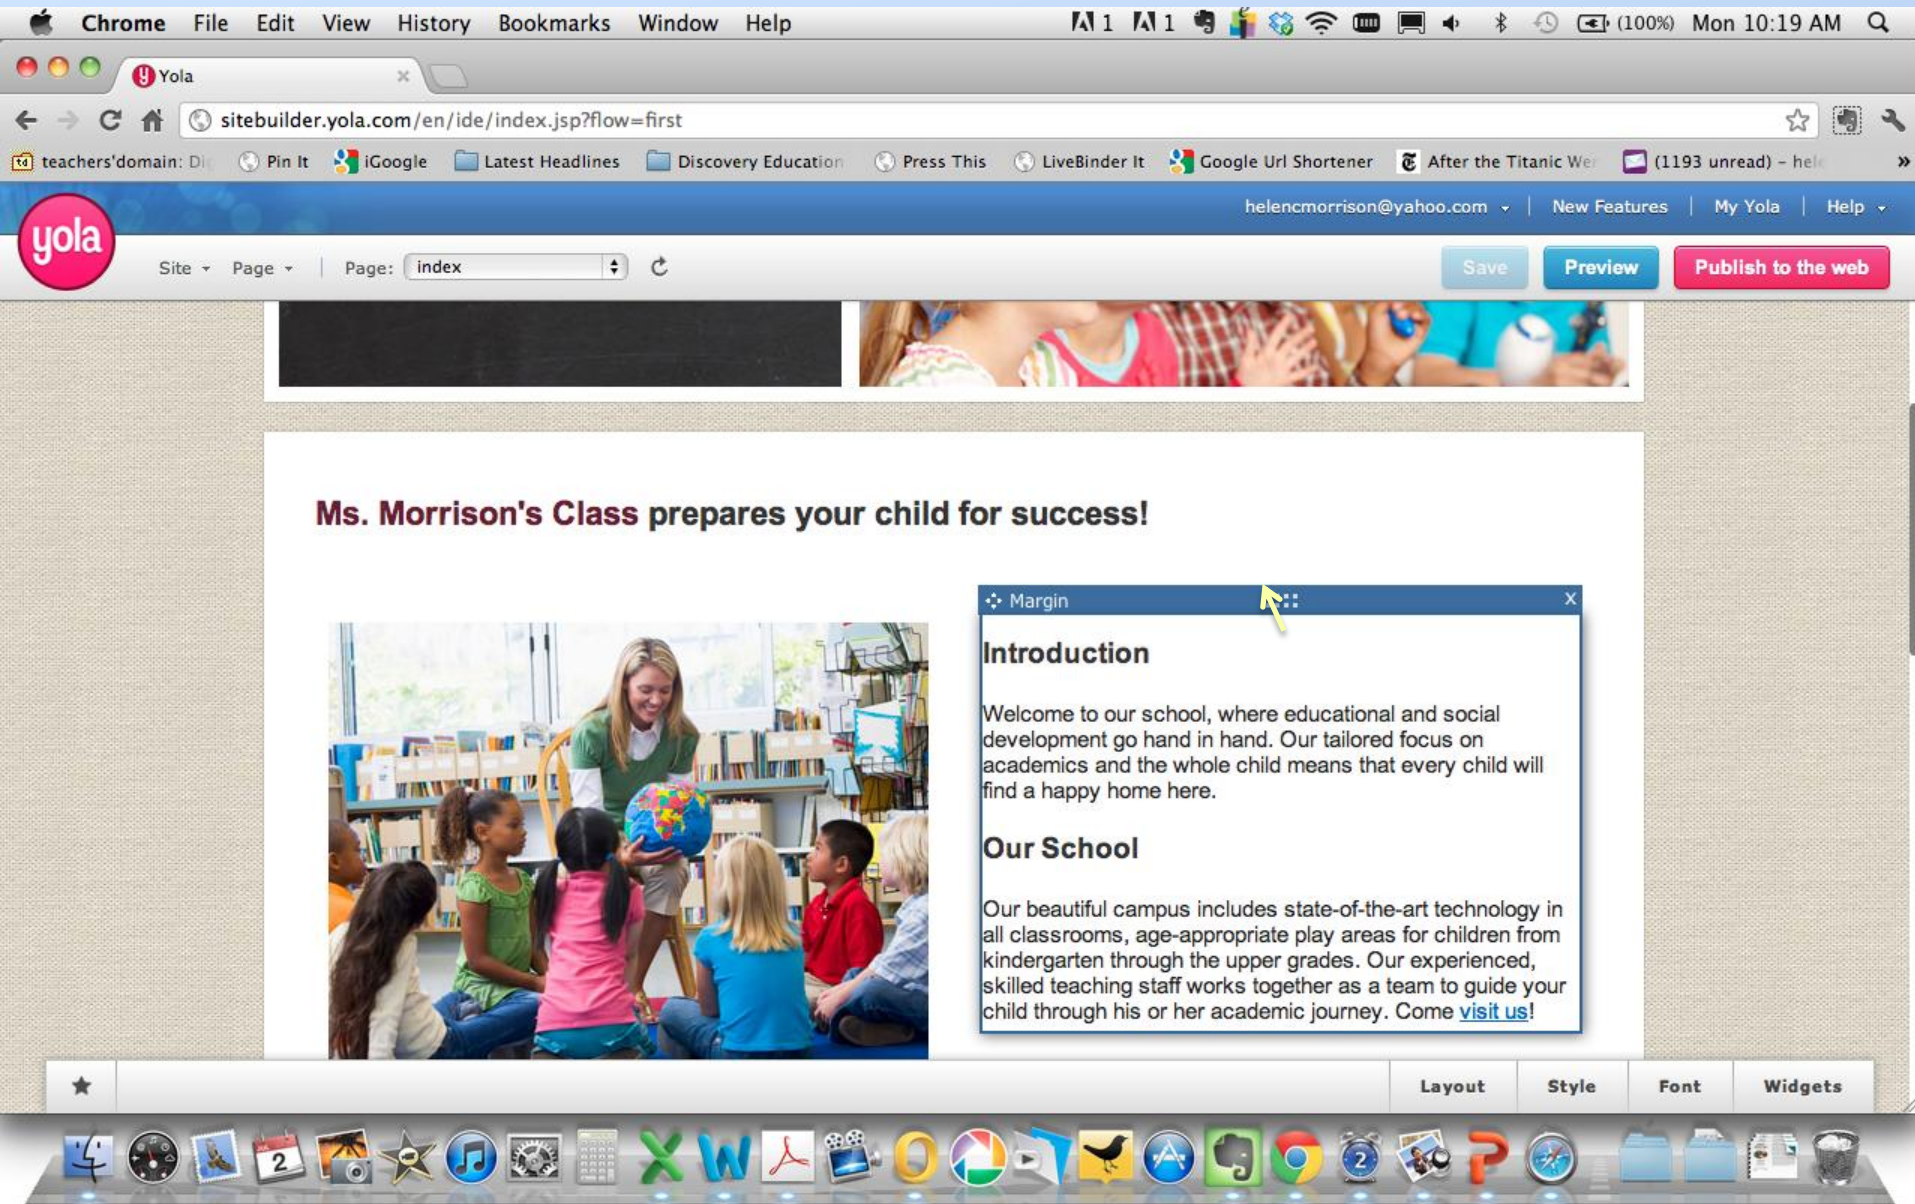 Chrome File Edit View History Bookmarks Window Help 1 1 (100%) Mon 10:19 AM
Yola
sitebuilder.yola.com/en/ide/index.jsp?flow=first
td teachers'domain: Di Pin It iGoogle Latest Headlines Discovery Education Press This LiveBinder It Google Url Shortener After the Titanic We (1193 unread) – hel »
helencmorrison@yahoo.com | New Features | My Yola | Help
yola
Site Page | Page: index Save Preview Publish to the web
Ms. Morrison's Class prepares your child for success!
Margin X
Introduction
Welcome to our school, where educational and social
development go hand in hand. Our tailored focus on
academics and the whole child means that every child will
find a happy home here.
Our School
Our beautiful campus includes state-of-the-art technology in
all classrooms, age-appropriate play areas for children from
kindergarten through the upper grades. Our experienced,
skilled teaching staff works together as a team to guide your
child through his or her academic journey. Come visit us!
Layout Style Font Widgets
2 2